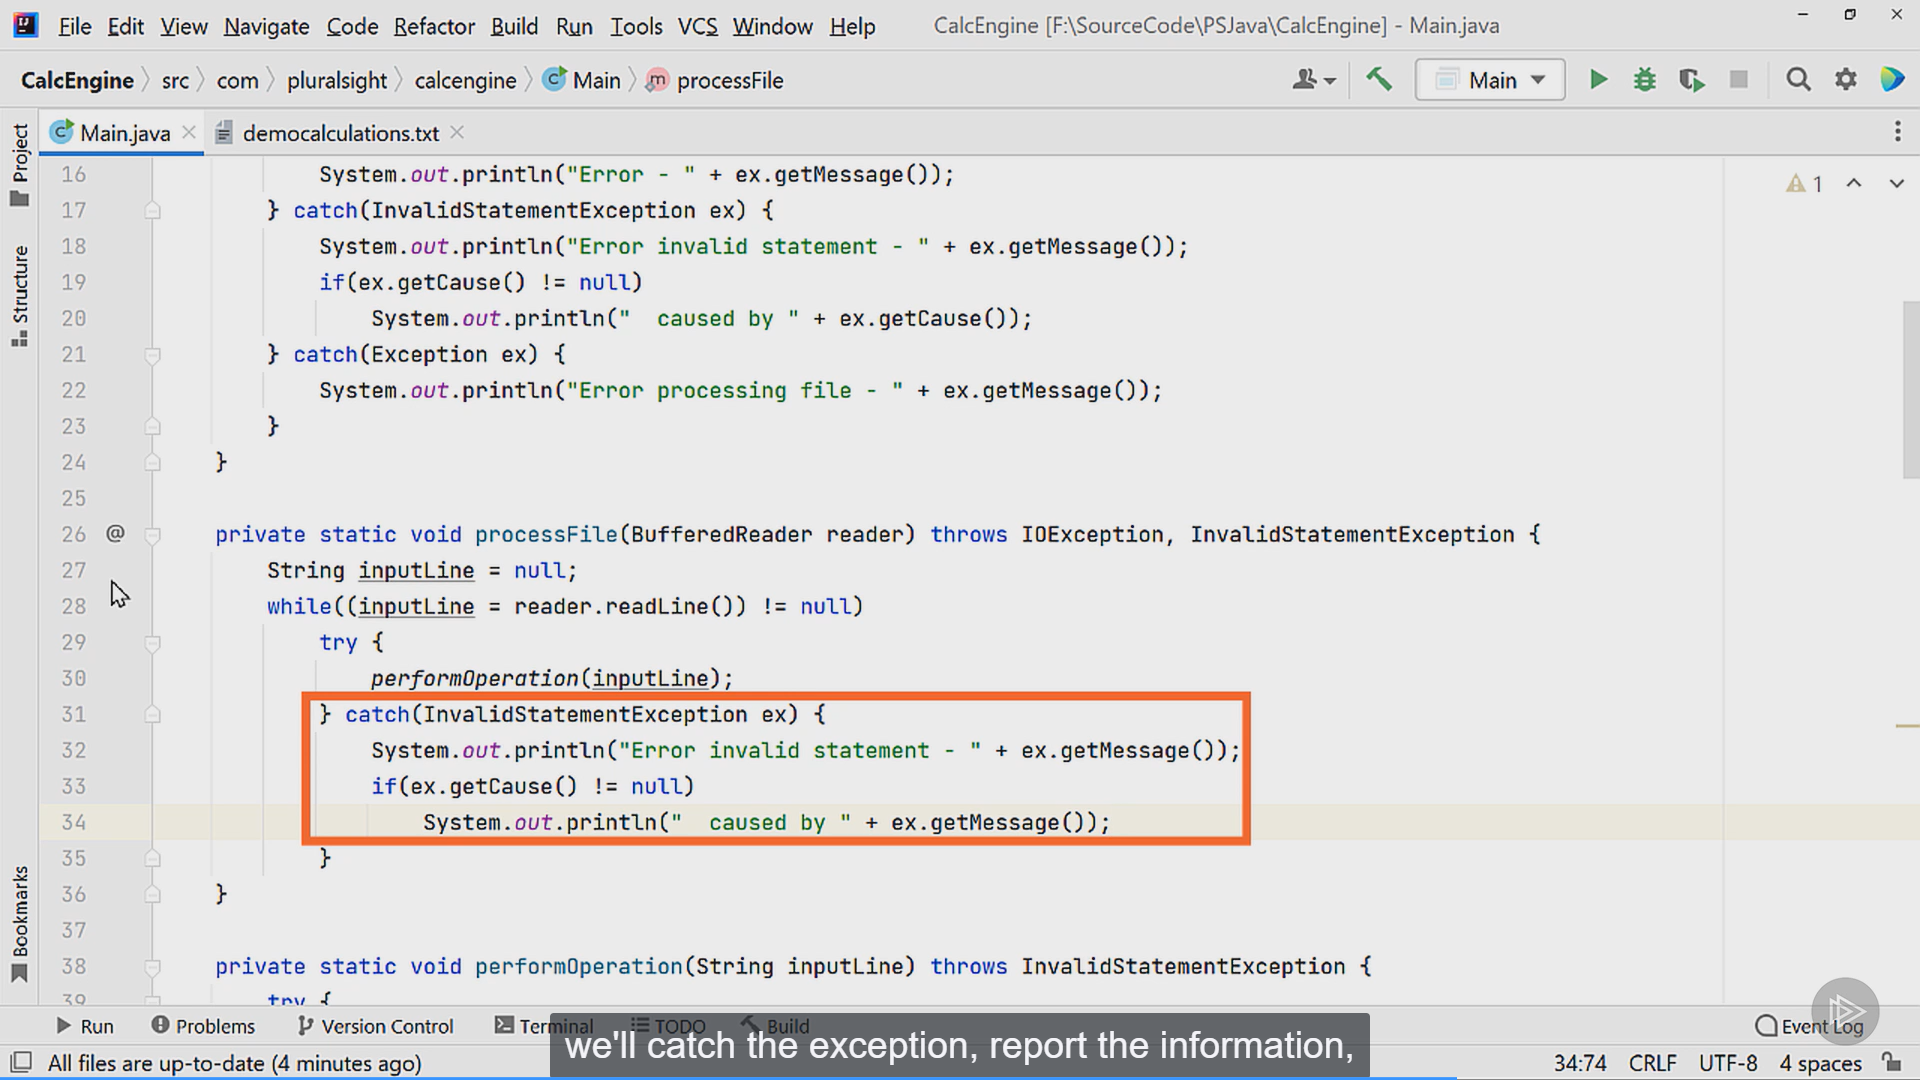 File Edit View Navigate Code Refactor Build Run Tools VCS Window Help CalcEngine [F:\SourceCode\PSJava\CalcEngine] - Main.java
CalcEngine src com pluralsight calcengine Main processFile Main
Main.java democalculations.txt
Project
Structure
Bookmarks
1
16 System.out.println("Error - " + ex.getMessage());
17 } catch(InvalidStatementException ex) {
18 System.out.println("Error invalid statement - " + ex.getMessage());
19 if(ex.getCause() != null)
20 System.out.println("  caused by " + ex.getCause());
21 } catch(Exception ex) {
22 System.out.println("Error processing file - " + ex.getMessage());
23 }
24 }
25
26 @ private static void processFile(BufferedReader reader) throws IOException, InvalidStatementException {
27 String inputLine = null;
28 while((inputLine = reader.readLine()) != null)
29 try {
30 performOperation(inputLine);
31 } catch(InvalidStatementException ex) {
32 System.out.println("Error invalid statement - " + ex.getMessage());
33 if(ex.getCause() != null)
34 System.out.println("  caused by " + ex.getMessage());
35 }
36 }
37
38 private static void performOperation(String inputLine) throws InvalidStatementException {
39 try {
Run Problems Version Control Terminal TODO Build Event Log
we'll catch the exception, report the information,
All files are up-to-date (4 minutes ago) 34:74 CRLF UTF-8 4 spaces